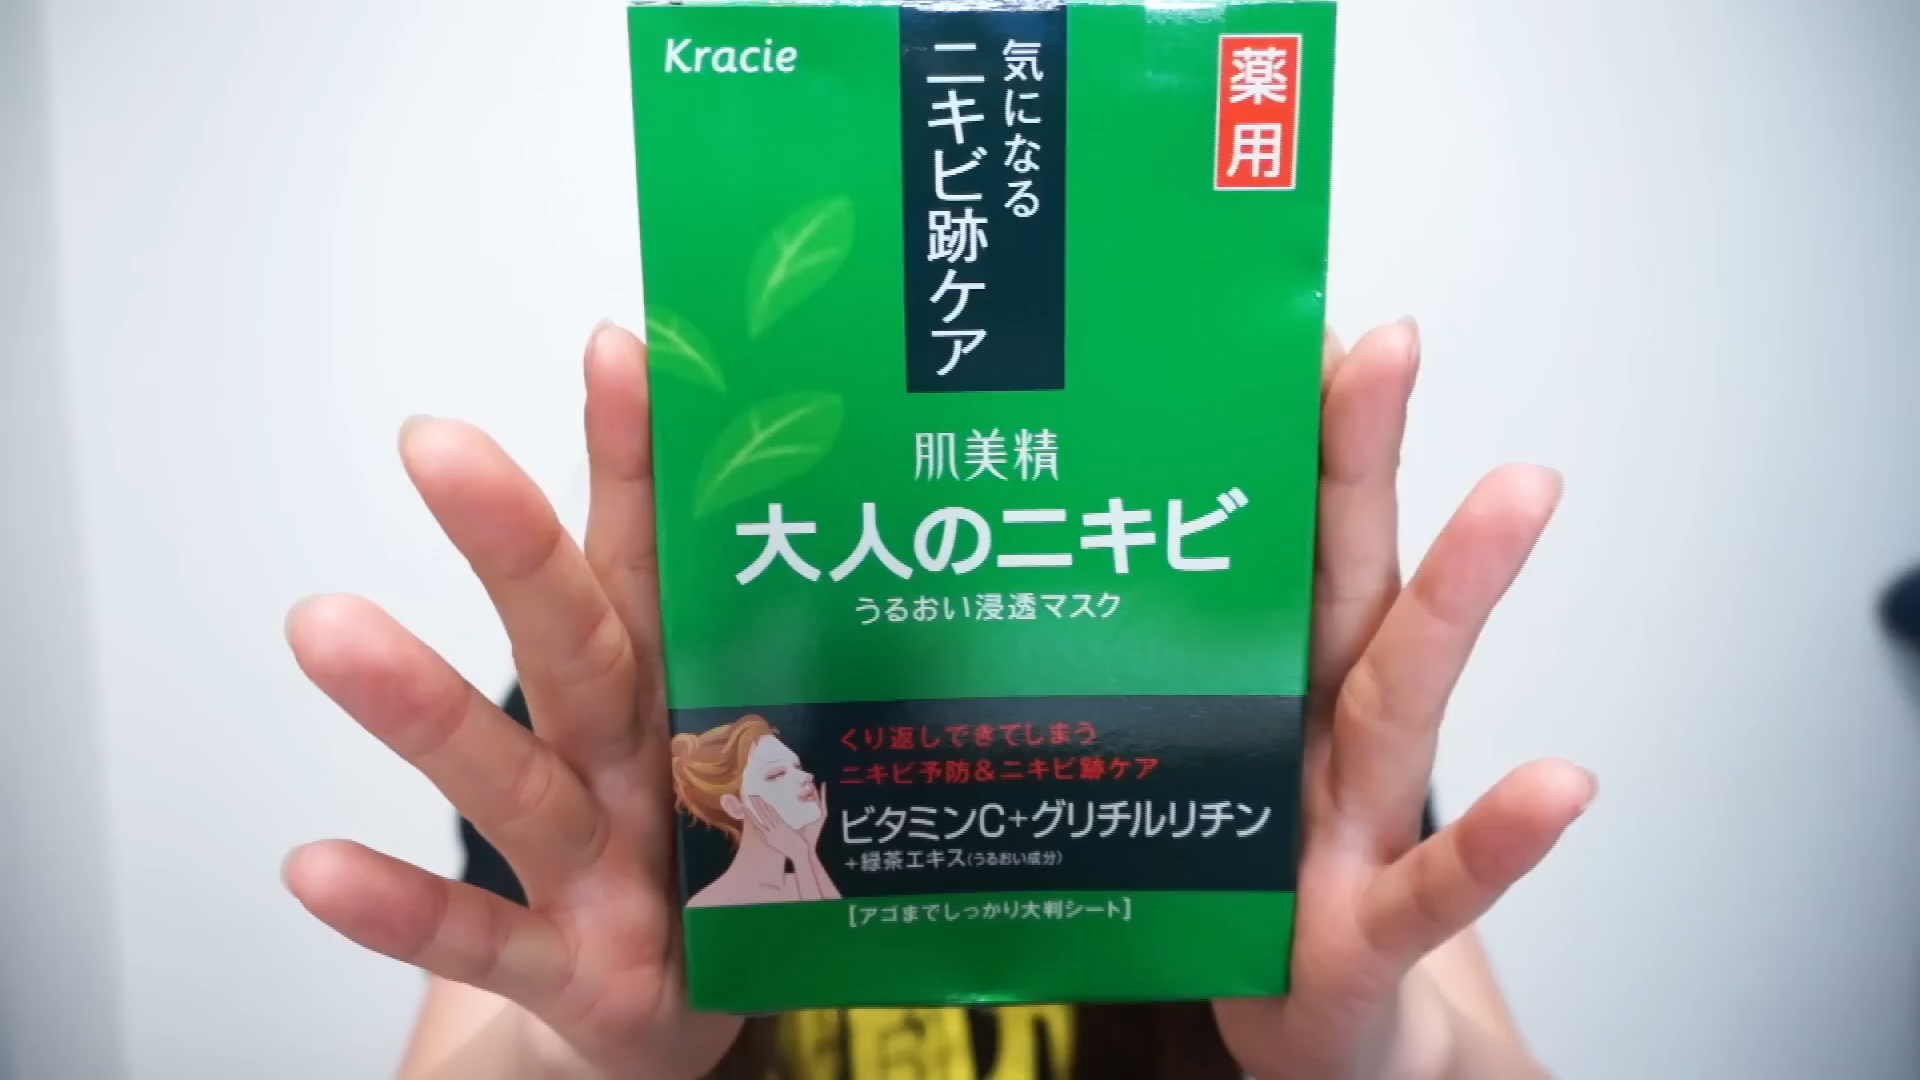 Kracie
気になる
ニキビ跡ケア
薬用
肌美精
大人のニキビ
うるおい浸透マスク
くり返しできてしまう
ニキビ予防&ニキビ跡ケア
ビタミンC+グリチルリチン
+緑茶エキス(うるおい成分)
[アゴまでしっかり大判シート]